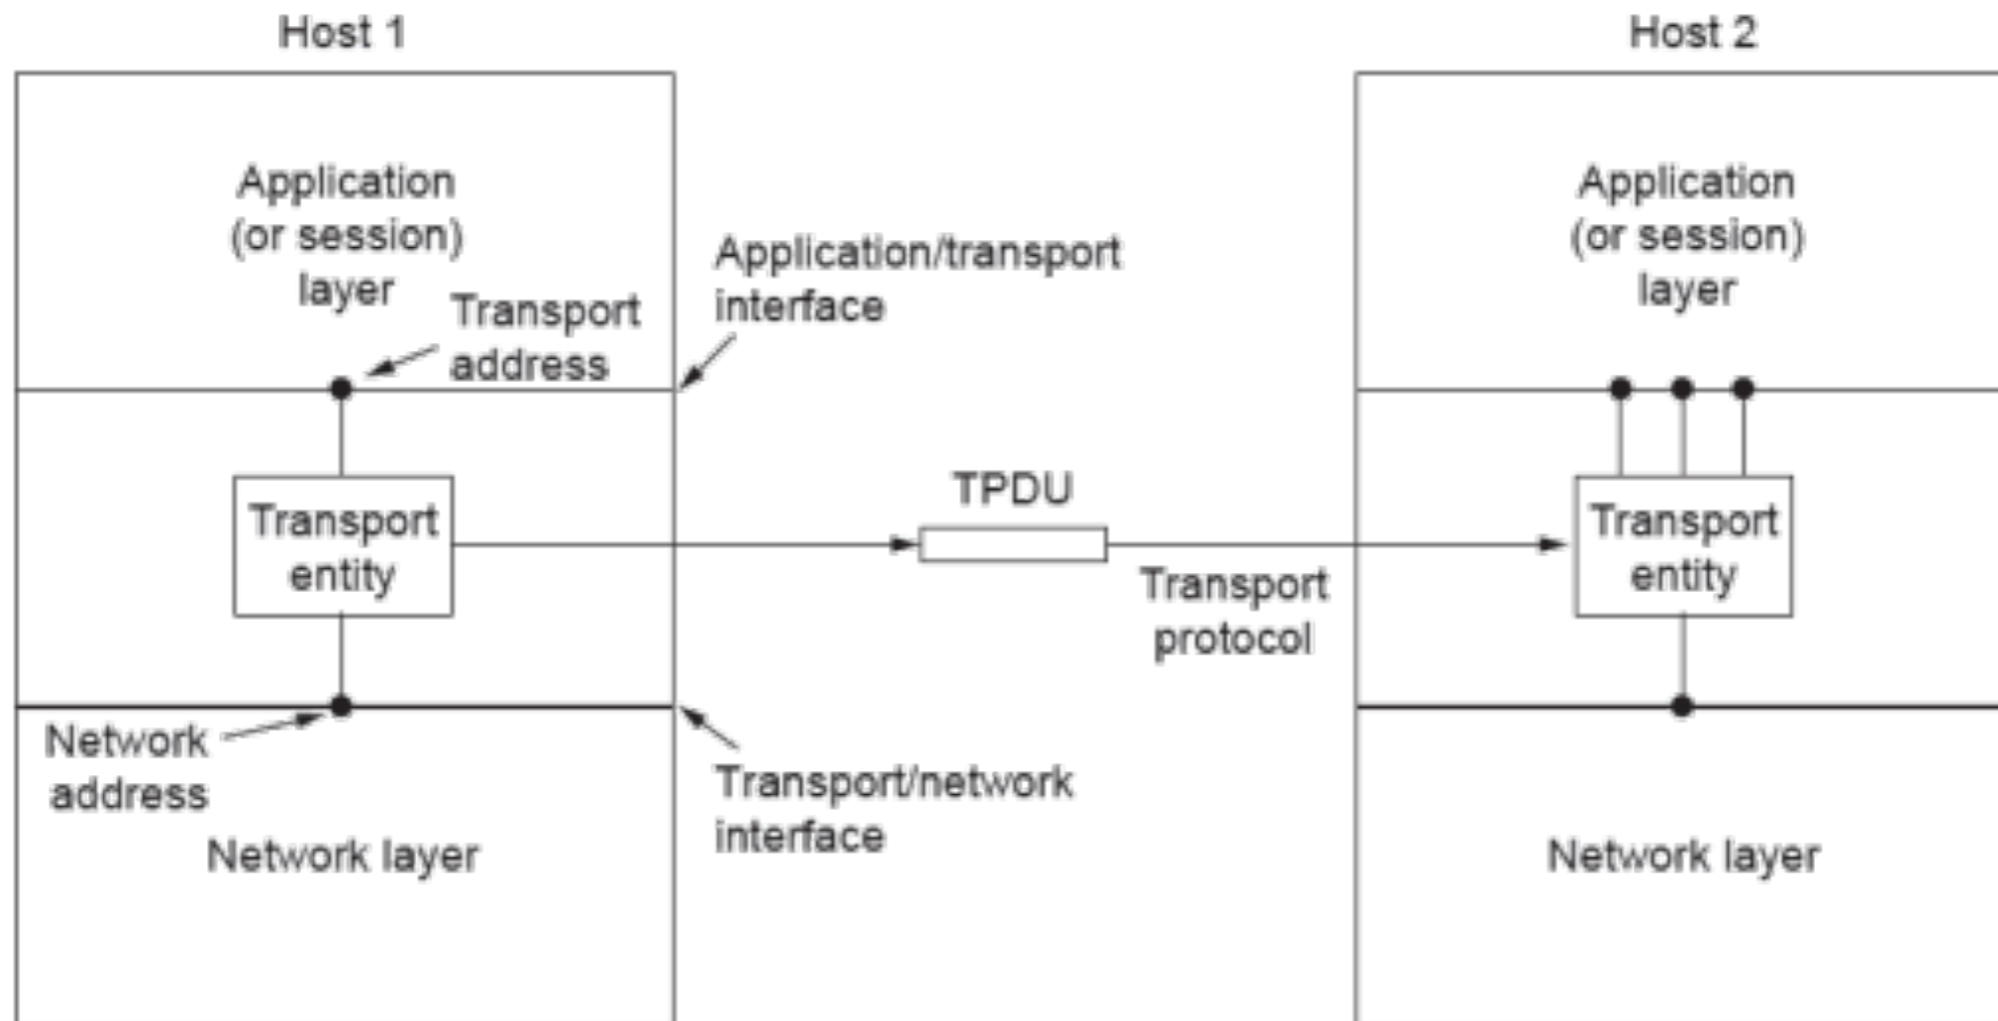 Host 1
Host 2
Application
(or session)
layer
Transport
address
Application/transport
interface
Application
(or session)
layer
Transport
entity
TPDU
Transport
protocol
Transport
entity
Network
address
Transport/network
interface
Network layer
Network layer